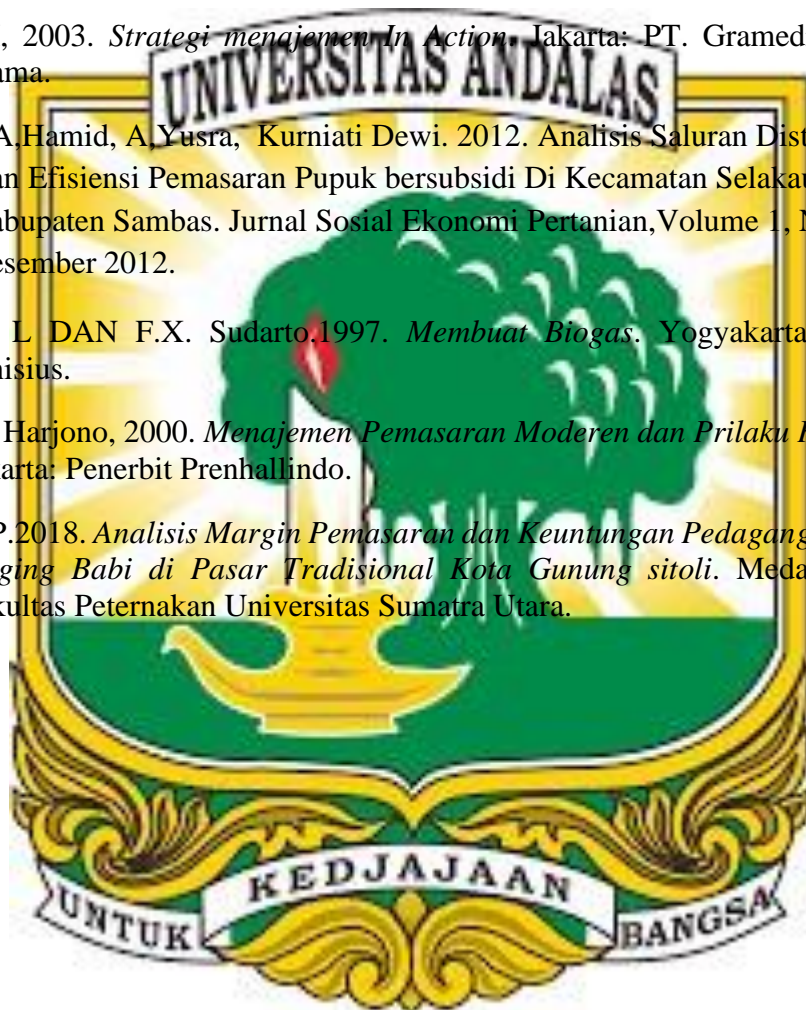 , 2003. Strategi menajemen In Action. Jakarta: PT. Gramed
ama.
UNIVERSITAS ANDALAS
A,Hamid, A,Yusra, Kurniati Dewi. 2012. Analisis Saluran Dist
an Efisiensi Pemasaran Pupuk bersubsidi Di Kecamatan Selakau
abupaten Sambas. Jurnal Sosial Ekonomi Pertanian,Volume 1, N
esember 2012.
L DAN F.X. Sudarto.1997. Membuat Biogas. Yogyakarta
nisius.
Harjono, 2000. Menajemen Pemasaran Moderen dan Prilaku
karta: Penerbit Prenhallindo.
P.2018. Analisis Margin Pemasaran dan Keuntungan Pedagang
ging Babi di Pasar Tradisional Kota Gunung sitoli. Meda
kultas Peternakan Universitas Sumatra Utara.
UNTUK KEDJAJAAN BANGSA